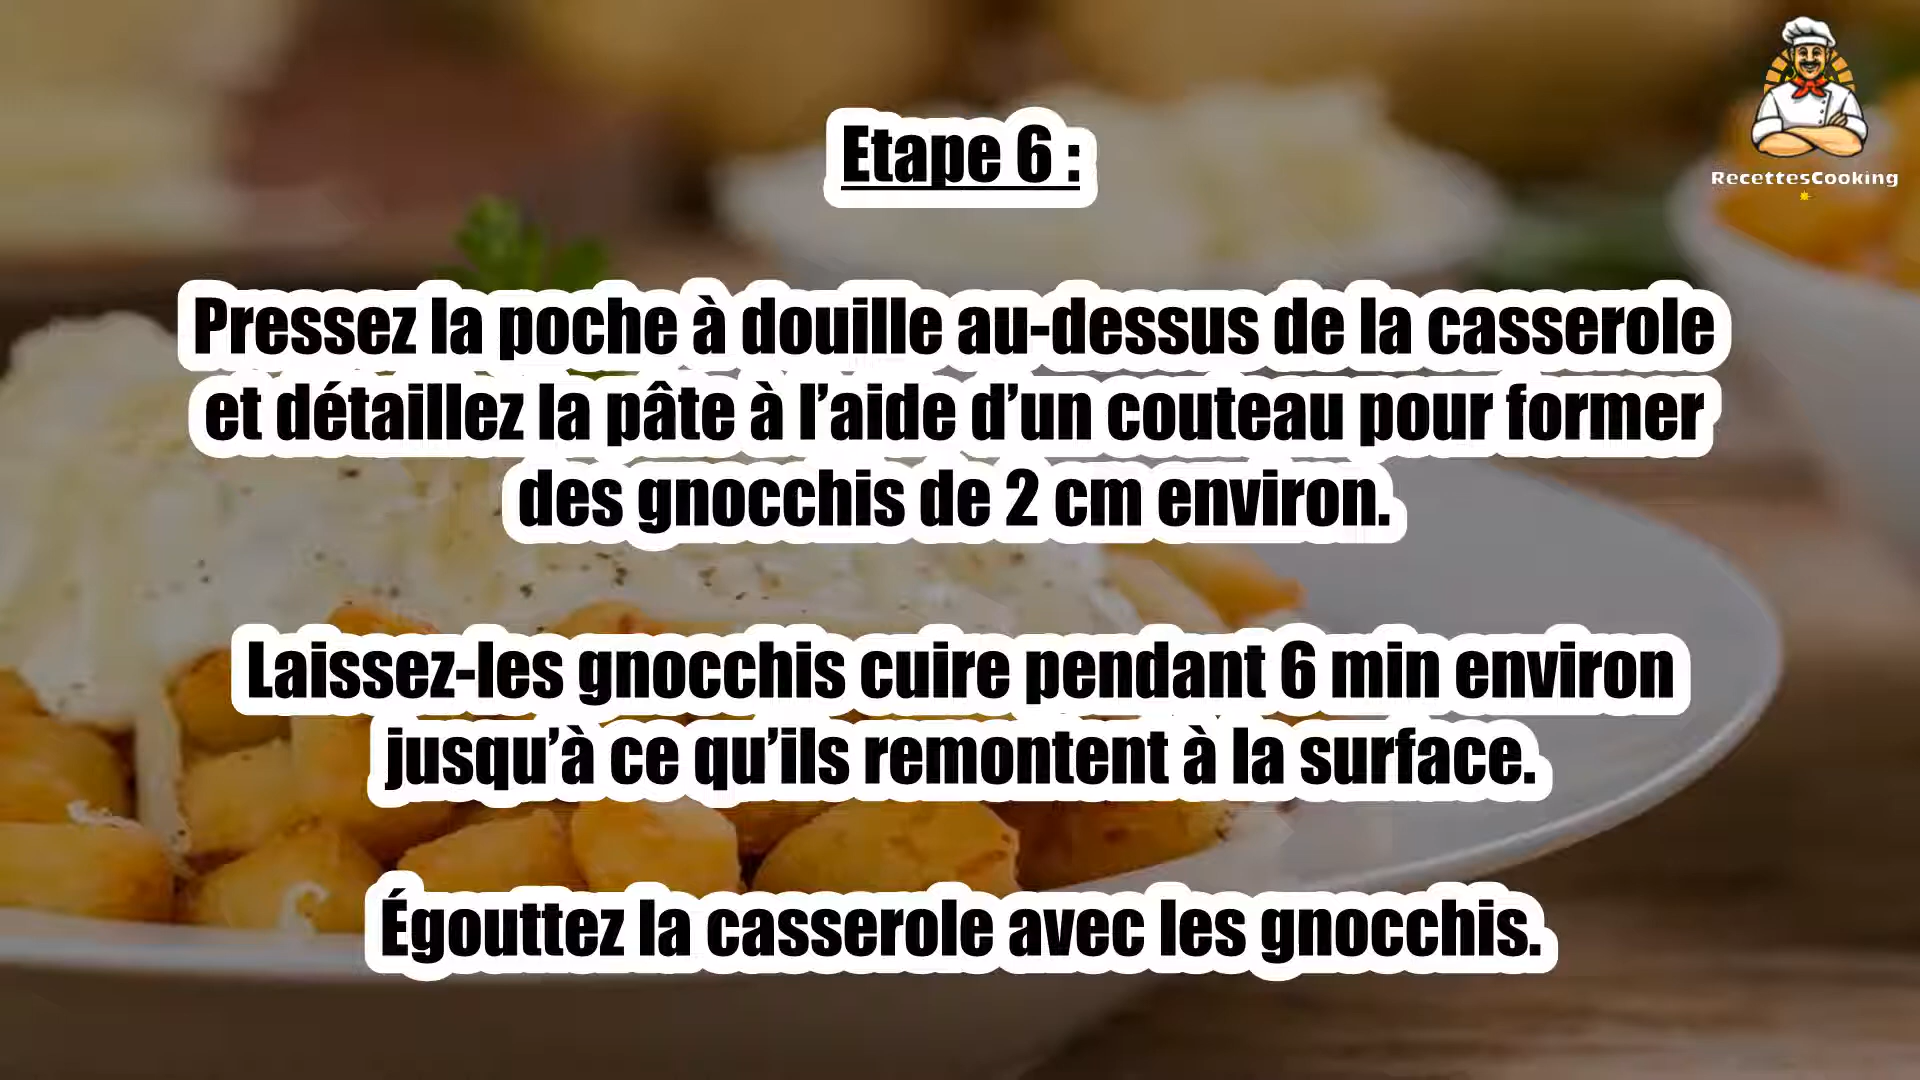 RecettesCooking
Etape 6 :
Pressez la poche à douille au-dessus de la casserole
et détaillez la pâte à l’aide d’un couteau pour former
des gnocchis de 2 cm environ.
Laissez-les gnocchis cuire pendant 6 min environ
jusqu’à ce qu’ils remontent à la surface.
Égouttez la casserole avec les gnocchis.